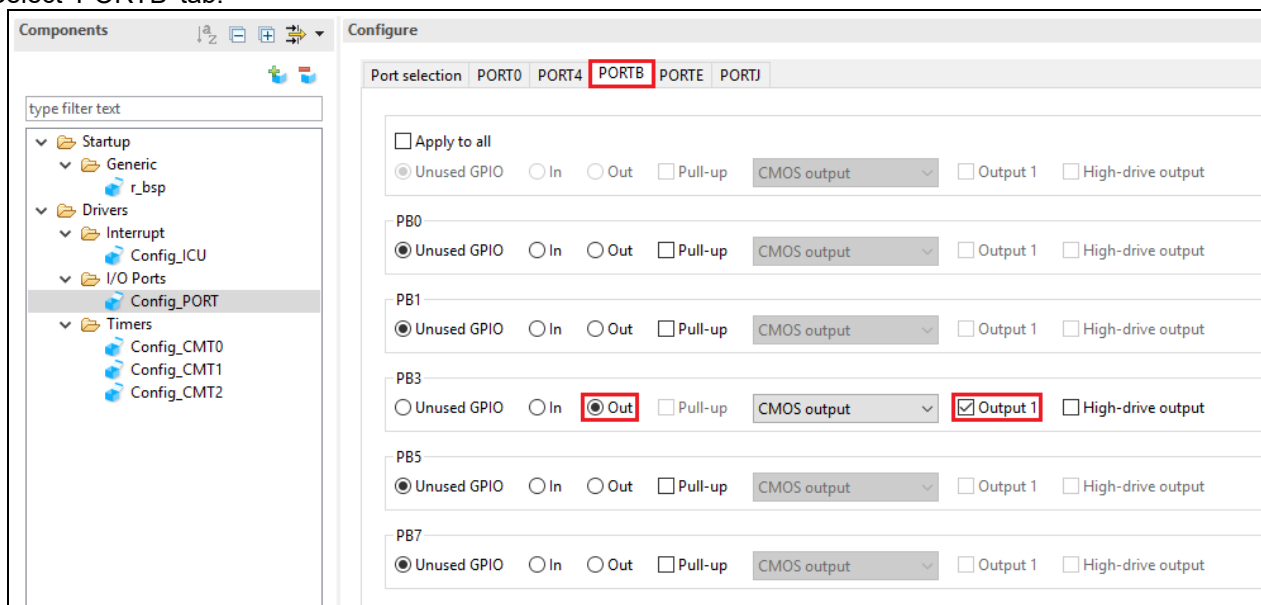 Select 'PORTB' tab.
Components
Configure
Port selection PORT0 PORT4 PORTB PORTE PORTJ
type filter text
Startup
Generic
r_bsp
Drivers
Interrupt
Config_ICU
I/O Ports
Config_PORT
Timers
Config_CMT0
Config_CMT1
Config_CMT2
Apply to all
Unused GPIO In Out Pull-up CMOS output Output 1 High-drive output
PB0
Unused GPIO In Out Pull-up CMOS output Output 1 High-drive output
PB1
Unused GPIO In Out Pull-up CMOS output Output 1 High-drive output
PB3
Unused GPIO In Out Pull-up CMOS output Output 1 High-drive output
PB5
Unused GPIO In Out Pull-up CMOS output Output 1 High-drive output
PB7
Unused GPIO In Out Pull-up CMOS output Output 1 High-drive output